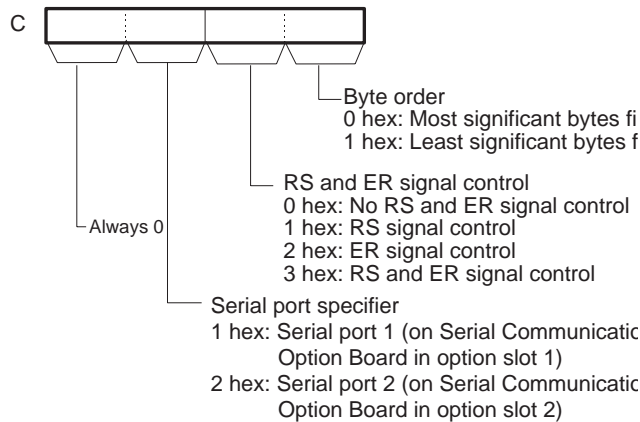 C
Byte order
0 hex: Most significant bytes
1 hex: Least significant bytes
RS and ER signal control
0 hex: No RS and ER signal control
1 hex: RS signal control
2 hex: ER signal control
3 hex: RS and ER signal control
Always 0
Serial port specifier
1 hex: Serial port 1 (on Serial
Option Board in option slot 1)
2 hex: Serial port 2 (on Serial
Option Board in option slot 2)